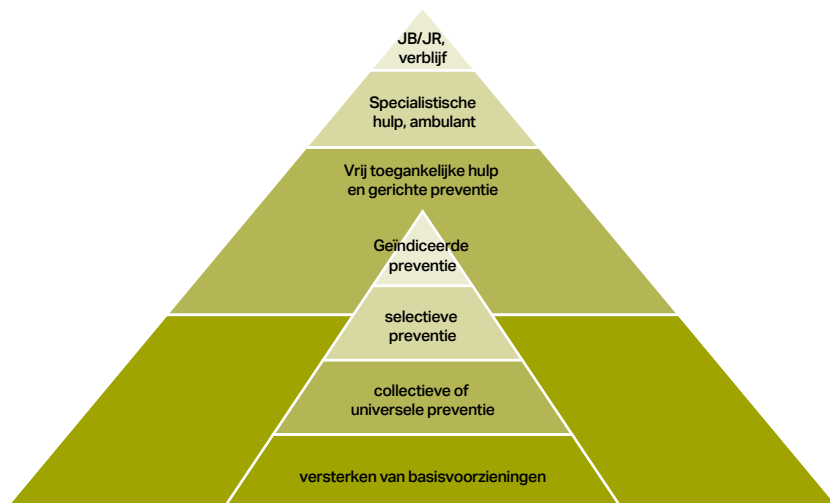 JB/JR,
verblijf
Specialistische
hulp, ambulant
Vrij toegankelijke hulp
en gerichte preventie
Geïndiceerde
preventie
selectieve
preventie
collectieve of
universele preventie
versterken van basisvoorzieningen